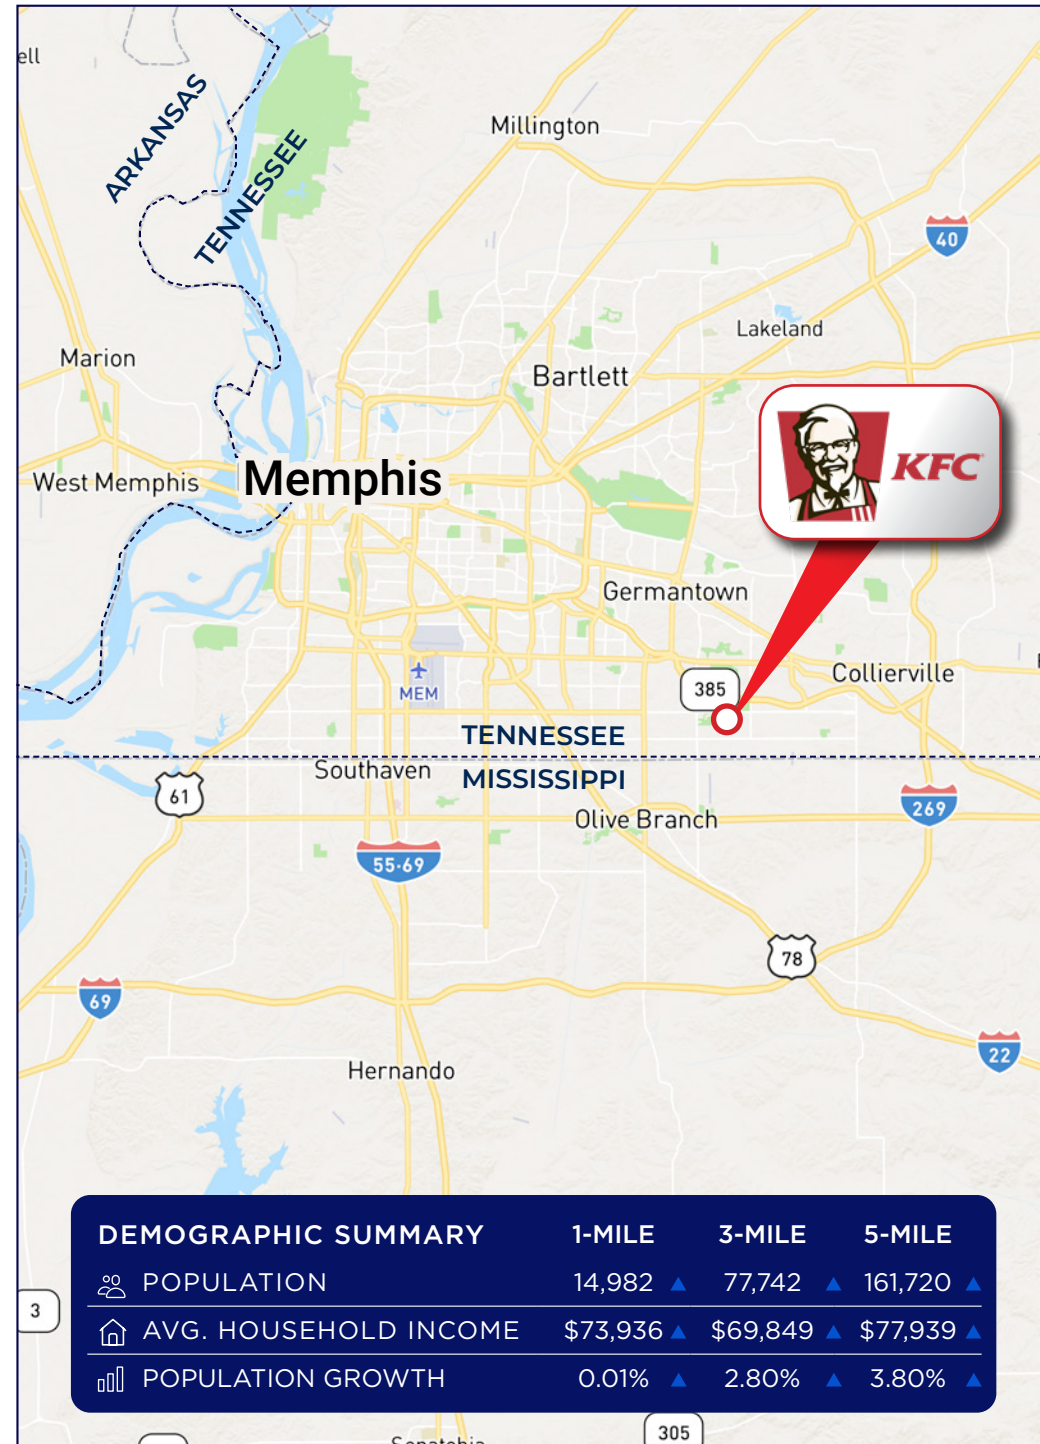 ell
ARKANSAS
TENNESSEE
Millington
40
Lakeland
Marion
Bartlett
KFC
West Memphis
Memphis
Germantown
385
Collierville
MEM
TENNESSEE
MISSISSIPPI
Southaven
61
Olive Branch
269
55-69
78
69
22
Hernando
DEMOGRAPHIC SUMMARY 1-MILE 3-MILE 5-MILE
POPULATION 14,982 77,742 161,720
AVG. HOUSEHOLD INCOME $73,936 $69,849 $77,939
POPULATION GROWTH 0.01% 2.80% 3.80%
3
305